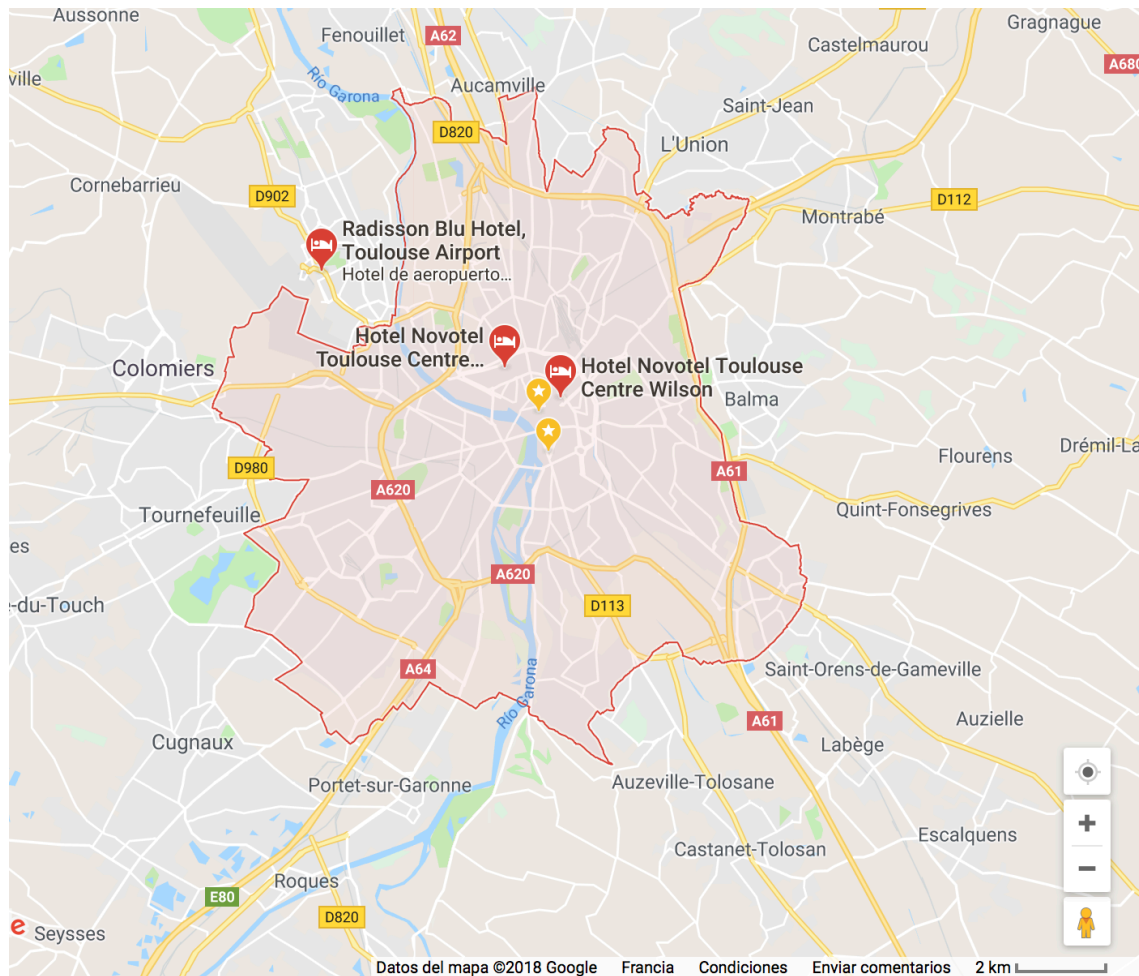 Aussonne
Fenouillet
A62
Gragnague
Castelmaurou
A680
ville
Río Garona
Aucamville
Saint-Jean
D820
L'Union
Cornebarrieu
D902
D112
Montrabé
Radisson Blu Hotel,
Toulouse Airport
Hotel de aeropuerto...
Hotel Novotel
Toulouse Centre...
Colomiers
Hotel Novotel Toulouse
Centre Wilson
Balma
Drémil-La
Flourens
D980
A61
A620
Tournefeuille
Quint-Fonsegrives
es
A620
-du-Touch
D113
A64
Saint-Orens-de-Gameville
Río Garona
A61
Auzielle
Cugnaux
Labège
Portet-sur-Garonne
Auzeville-Tolosane
Escalquens
Castanet-Tolosan
Roques
E80
D820
e
Seysses
Datos del mapa ©2018 Google Francia Condiciones Enviar comentarios 2 km